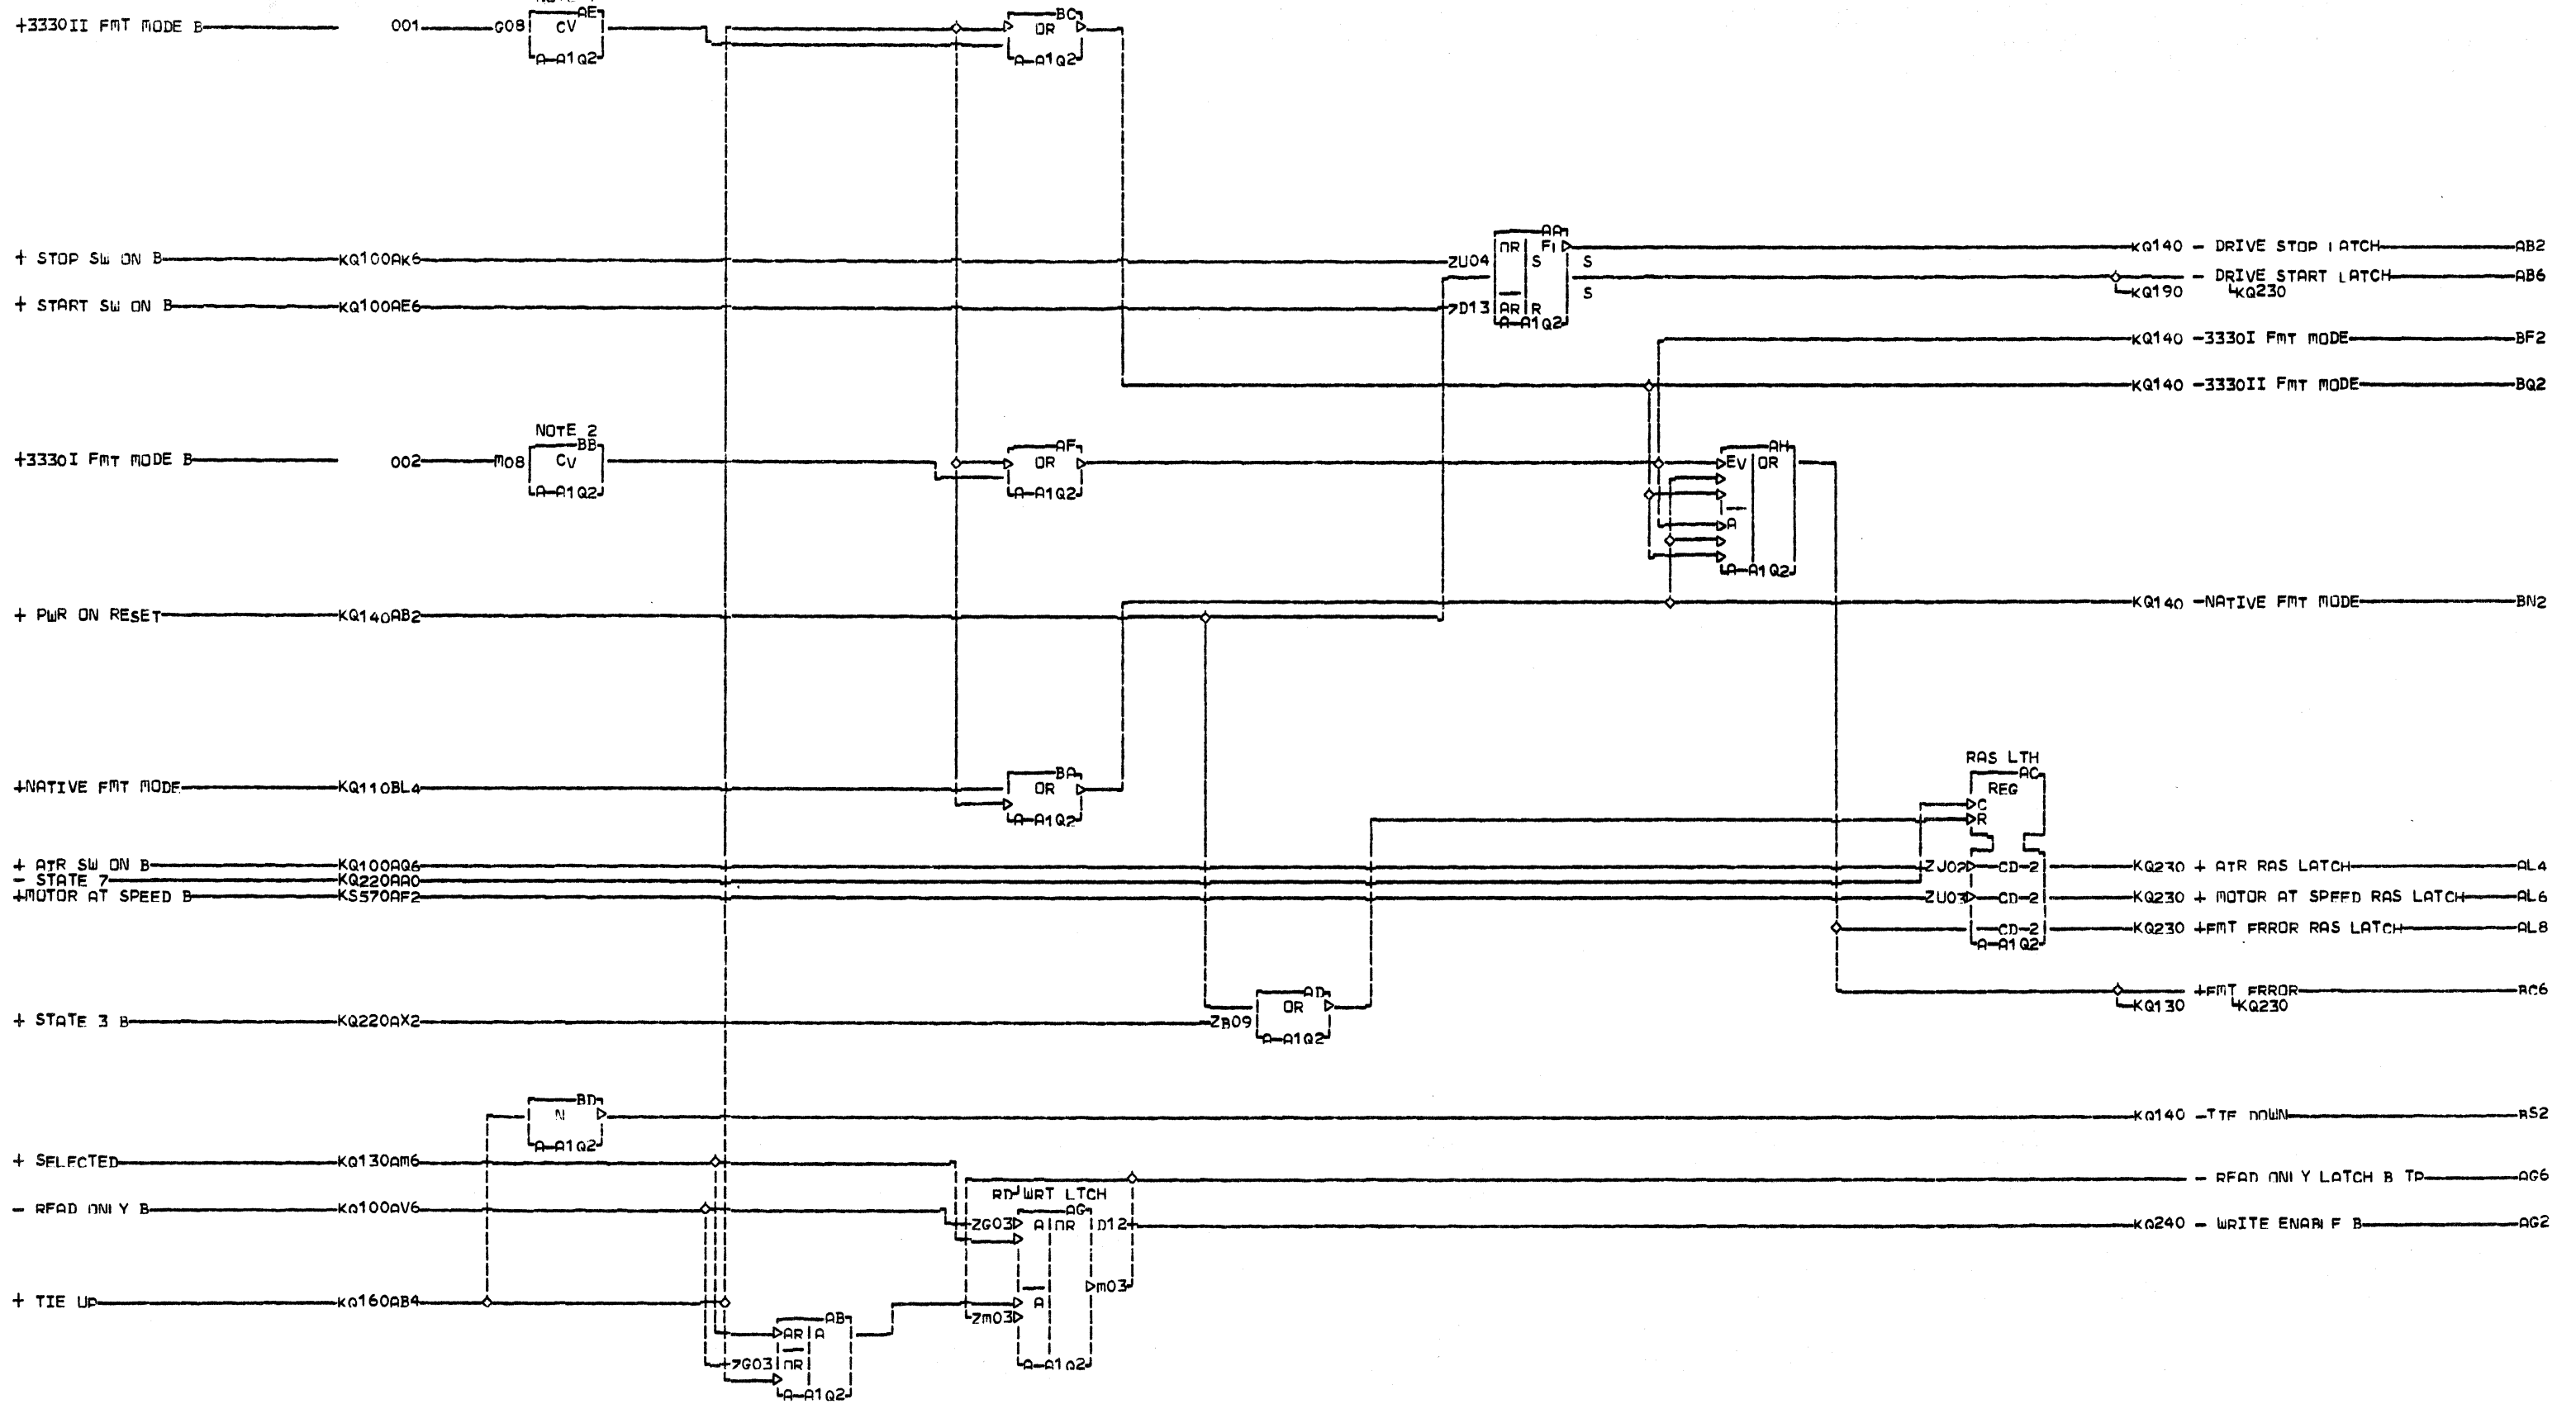 +3330II FMT MODE B 001 G08 AE BC
CV OR
A-A1Q2 A-A1Q2
AA
OR FL KQ140 - DRIVE STOP LATCH AB2
+ STOP SW ON B KQ100AK6 ZU04 S S
KQ190 - DRIVE START LATCH AB6
KQ230
S
+ START SW ON B KQ100AE6 ZD13 AR R
A-A1Q2
KQ140 -3330I FMT MODE BF2
KQ140 -3330II FMT MODE BQ2
NOTE 2
BB AF AH
+3330I FMT MODE B 002 M08 CV OR EV OR
A-A1Q2 A-A1Q2
A
A-A1Q2
KQ140 -NATIVE FMT MODE BN2
+ PWR ON RESET KQ140AB2
RAS LTH
BA AC
+NATIVE FMT MODE KQ110BL4 OR REG
C
A-A1Q2 R
+ ATR SW ON B KQ100AQ6 ZJ02 CD-2 KQ230 + ATR RAS LATCH AL4
- STATE 7 KQ220AA0
+MOTOR AT SPEED B KS570AF2 ZU03 CD-2 KQ230 + MOTOR AT SPEED RAS LATCH AL6
CD-2 KQ230 +FMT ERROR RAS LATCH AL8
A-A1Q2
AD +FMT ERROR BC6
OR KQ130 KQ230
+ STATE 3 B KQ220AX2 ZB09
A-A1Q2
BD
N KQ140 -TIE DOWN BS2
A-A1Q2
+ SELECTED KQ130AM6
- READ ONLY LATCH B TP AG6
RD WRT LTCH
- READ ONLY B KQ100AV6 AG
ZG03 A OR D12 KQ240 - WRITE ENABLE B AG2
M03
+ TIE UP KQ160AB4 A
AB ZM03
AR A
ZG03 OR A-A1Q2
A-A1Q2